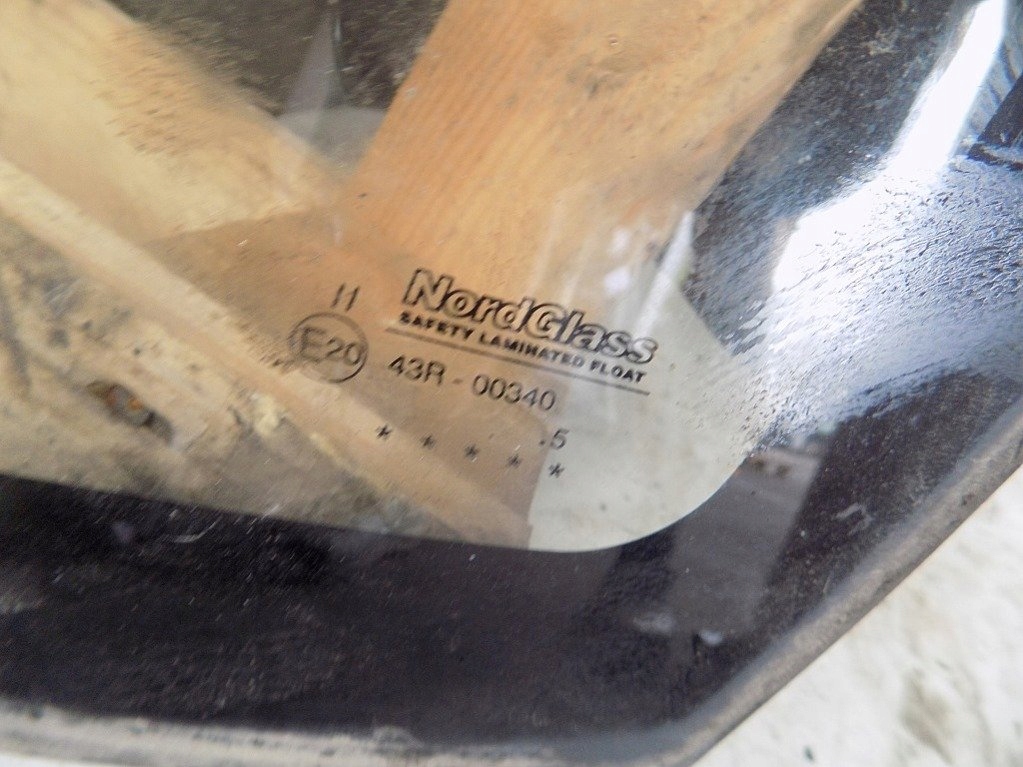 NordGlass
SAFETY LAMINATED FLOAT
II
E20 43R - 00340
.5
* * * * *